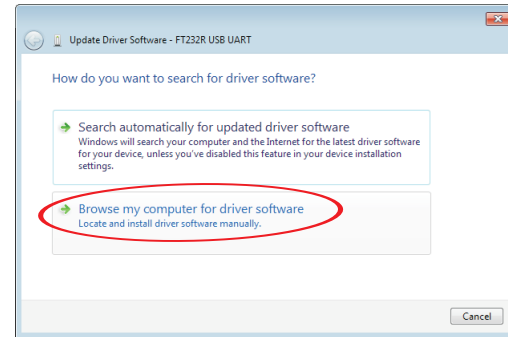 Update Driver Software - FT232R USB UART
How do you want to search for driver software?
Search automatically for updated driver software
Windows will search your computer and the Internet for the latest driver software
for your device, unless you've disabled this feature in your device installation
settings.
Browse my computer for driver software
Locate and install driver software manually.
Cancel